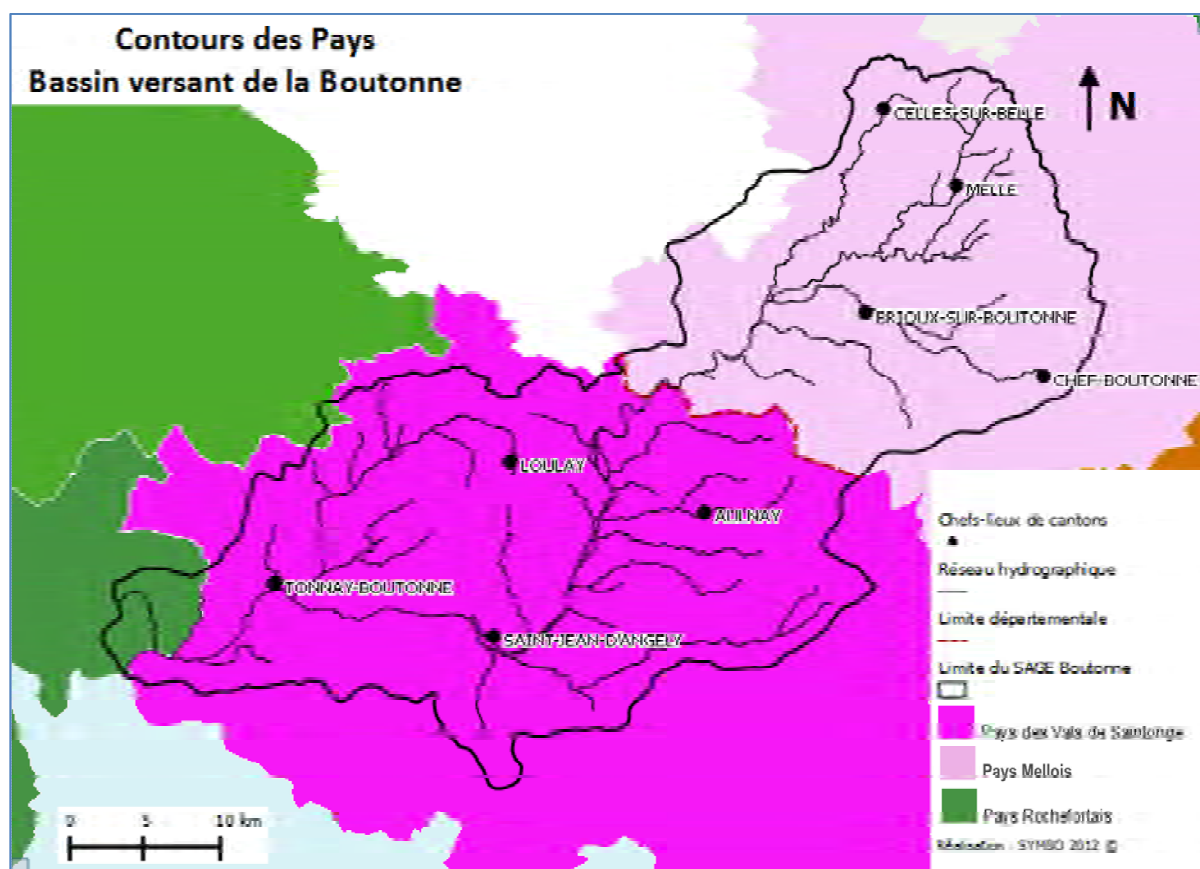 Contours des Pays
Bassin versant de la Boutonne
N
CELLES-SUR-BELLE
MELLE
BRIOUX-SUR-BOUTONNE
CHEF-BOUTONNE
LOULAY
AULNAY
TONNAY-BOUTONNE
SAINT-JEAN-D'ANGELY
Chefs-lieux de cantons
Réseau hydrographique
Limite départementale
Limite du SAGE Boutonne
Pays des Vals de Saintonge
Pays Mellois
Pays Rochefortais
Réalisation : SYMBO 2012 ©
0 5 10 km